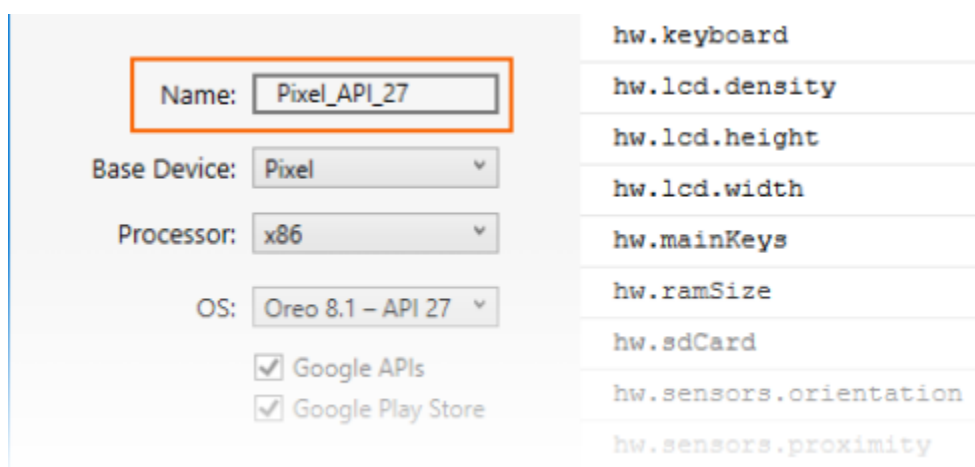 Name: Pixel_API_27
Base Device: Pixel
Processor: x86
OS: Oreo 8.1 – API 27
Google APIs
Google Play Store
hw.keyboard
hw.lcd.density
hw.lcd.height
hw.lcd.width
hw.mainKeys
hw.ramSize
hw.sdCard
hw.sensors.orientation
hw.sensors.proximity